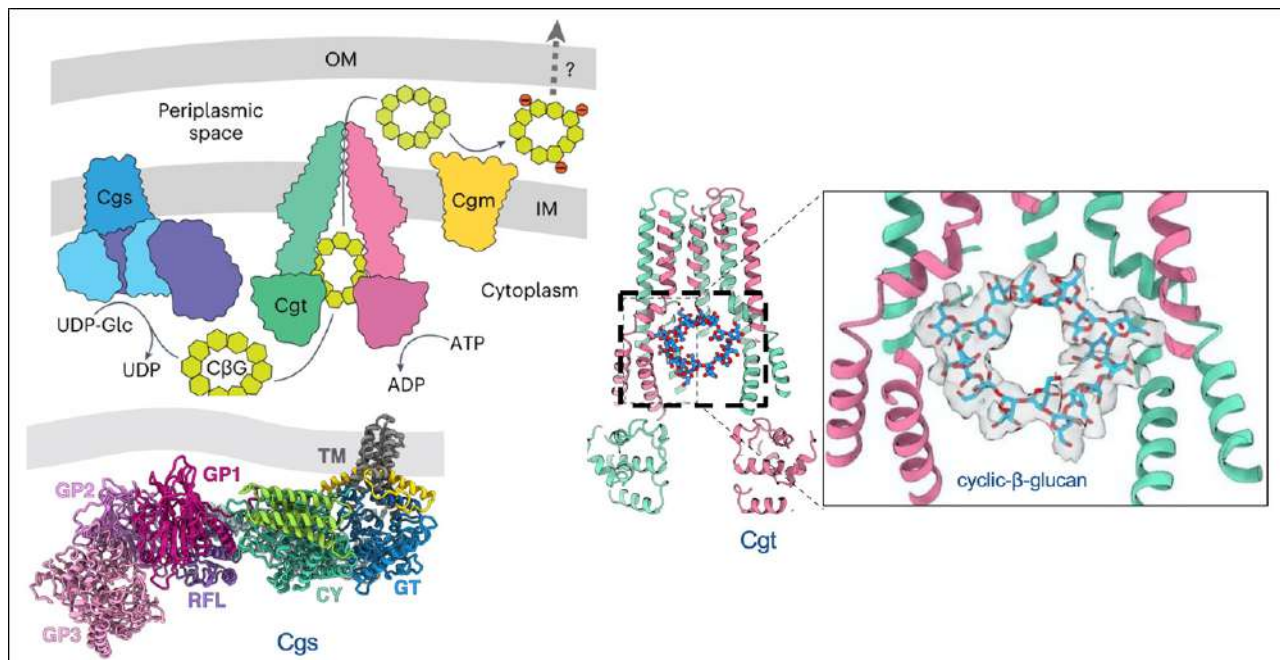 OM
?
Periplasmic
space
Cgs
Cgm
IM
Cgt
Cytoplasm
UDP-Glc
UDP
CβG
ATP
ADP
TM
GP1
GP2
RFL
CY
GT
GP3
Cgs
cyclic-β-glucan
Cgt